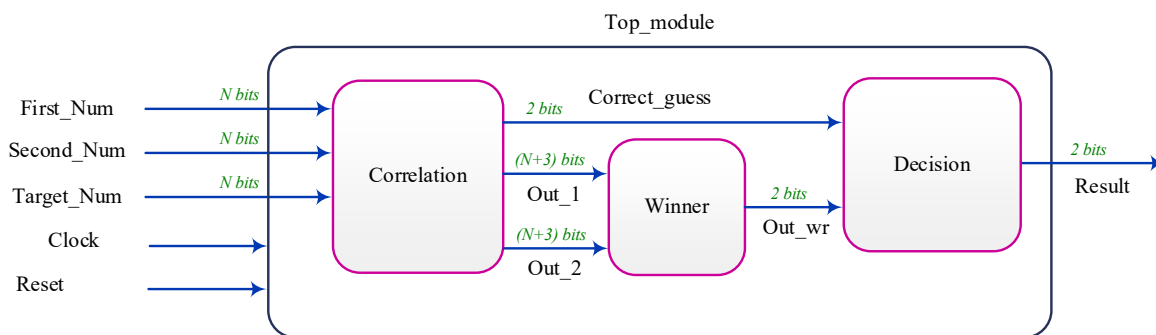 Top_module
First_Num
N bits
Second_Num
N bits
Target_Num
N bits
Clock
Reset
Correlation
2 bits
Correct_guess
(N+3) bits
Out_1
(N+3) bits
Out_2
Winner
2 bits
Out_wr
Decision
2 bits
Result